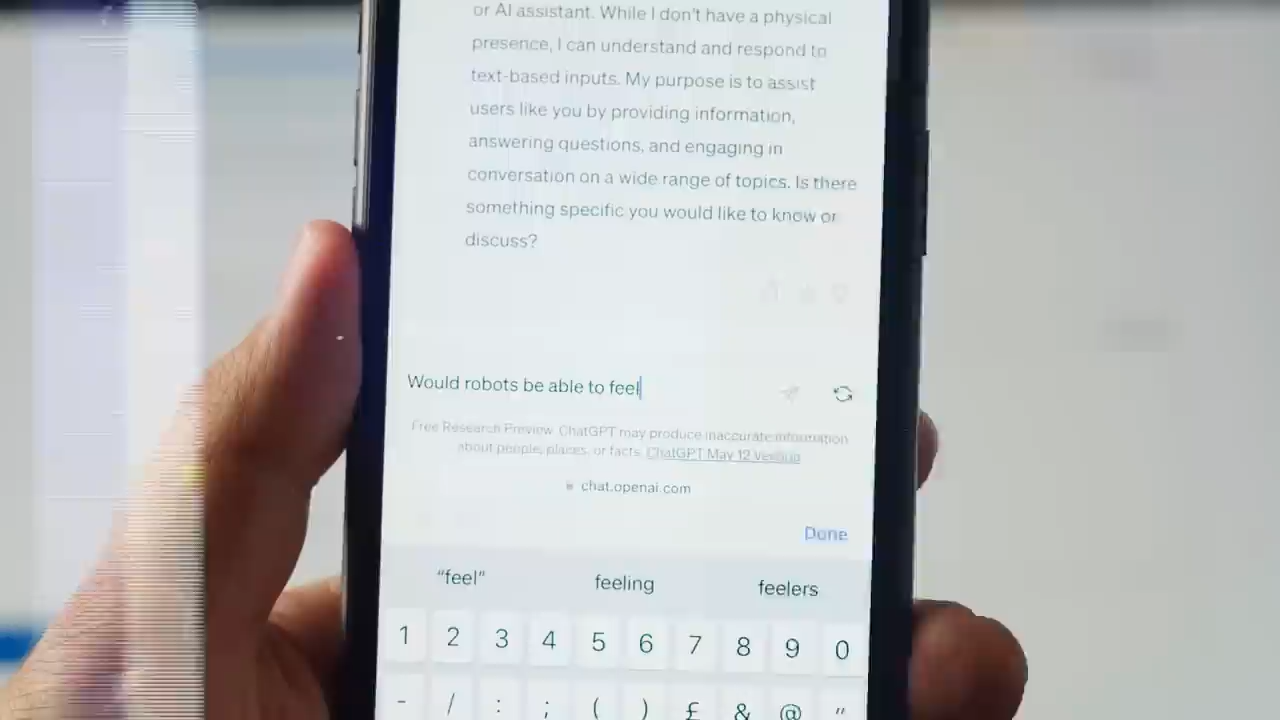 or AI assistant. While I don't have a physical
presence, I can understand and respond to
text-based inputs. My purpose is to assist
users like you by providing information,
answering questions, and engaging in
conversation on a wide range of topics. Is there
something specific you would like to know or
discuss?
Would robots be able to feel
Free Research Preview. ChatGPT may produce inaccurate information
about people, places, or facts. ChatGPT May 12 Version
chat.openai.com
Done
"feel" feeling feelers
1 2 3 4 5 6 7 8 9 0
- / : ; ( ) £ & @ "